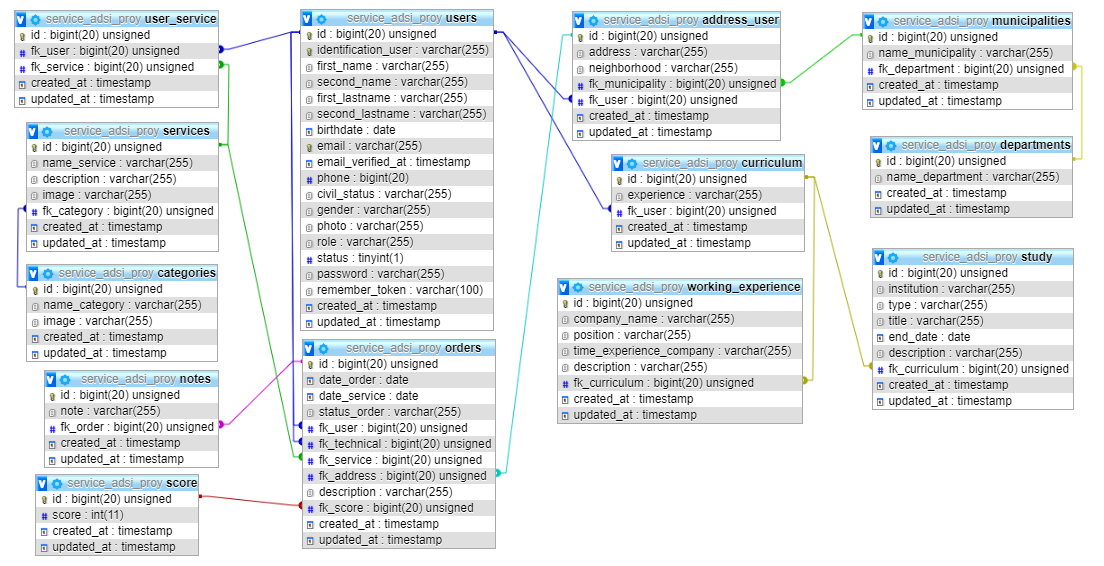 service_adsi_proy user_service
id : bigint(20) unsigned
fk_user : bigint(20) unsigned
fk_service : bigint(20) unsigned
created_at : timestamp
updated_at : timestamp
service_adsi_proy services
id : bigint(20) unsigned
name_service : varchar(255)
description : varchar(255)
image : varchar(255)
fk_category : bigint(20) unsigned
created_at : timestamp
updated_at : timestamp
service_adsi_proy categories
id : bigint(20) unsigned
name_category : varchar(255)
image : varchar(255)
created_at : timestamp
updated_at : timestamp
service_adsi_proy notes
id : bigint(20) unsigned
note : varchar(255)
fk_order : bigint(20) unsigned
created_at : timestamp
updated_at : timestamp
service_adsi_proy score
id : bigint(20) unsigned
score : int(11)
created_at : timestamp
updated_at : timestamp
service_adsi_proy users
id : bigint(20) unsigned
identification_user : varchar(255)
first_name : varchar(255)
second_name : varchar(255)
first_lastname : varchar(255)
second_lastname : varchar(255)
birthdate : date
email : varchar(255)
email_verified_at : timestamp
phone : bigint(20)
civil_status : varchar(255)
gender : varchar(255)
photo : varchar(255)
role : varchar(255)
status : tinyint(1)
password : varchar(255)
remember_token : varchar(100)
created_at : timestamp
updated_at : timestamp
service_adsi_proy orders
id : bigint(20) unsigned
date_order : date
date_service : date
status_order : varchar(255)
fk_user : bigint(20) unsigned
fk_technical : bigint(20) unsigned
fk_service : bigint(20) unsigned
fk_address : bigint(20) unsigned
description : varchar(255)
fk_score : bigint(20) unsigned
created_at : timestamp
updated_at : timestamp
service_adsi_proy address_user
id : bigint(20) unsigned
address : varchar(255)
neighborhood : varchar(255)
fk_municipality : bigint(20) unsigned
fk_user : bigint(20) unsigned
created_at : timestamp
updated_at : timestamp
service_adsi_proy curriculum
id : bigint(20) unsigned
experience : varchar(255)
fk_user : bigint(20) unsigned
created_at : timestamp
updated_at : timestamp
service_adsi_proy working_experience
id : bigint(20) unsigned
company_name : varchar(255)
position : varchar(255)
time_experience_company : varchar(255)
description : varchar(255)
fk_curriculum : bigint(20) unsigned
created_at : timestamp
updated_at : timestamp
service_adsi_proy municipalities
id : bigint(20) unsigned
name_municipality : varchar(255)
fk_department : bigint(20) unsigned
created_at : timestamp
updated_at : timestamp
service_adsi_proy departments
id : bigint(20) unsigned
name_department : varchar(255)
created_at : timestamp
updated_at : timestamp
service_adsi_proy study
id : bigint(20) unsigned
institution : varchar(255)
type : varchar(255)
title : varchar(255)
end_date : date
description : varchar(255)
fk_curriculum : bigint(20) unsigned
created_at : timestamp
updated_at : timestamp